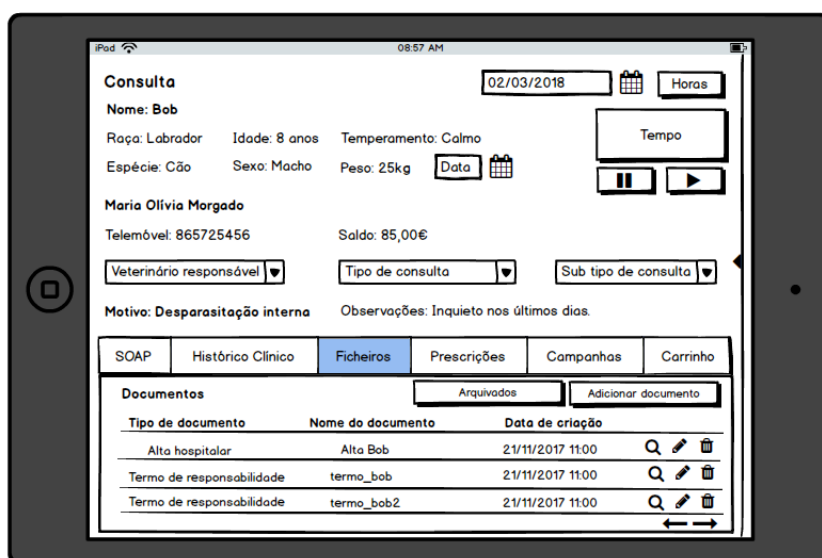 iPad 08:57 AM
Consulta 02/03/2018 Horas
Nome: Bob
Raça: Labrador Idade: 8 anos Temperamento: Calmo Tempo
Espécie: Cão Sexo: Macho Peso: 25kg Data
Maria Olívia Morgado
Telemóvel: 865725456 Saldo: 85,00€
Veterinário responsável Tipo de consulta Sub tipo de consulta
Motivo: Desparasitação interna Observações: Inquieto nos últimos dias.
SOAP Histórico Clínico Ficheiros Prescrições Campanhas Carrinho
Documentos Arquivados Adicionar documento
Tipo de documento Nome do documento Data de criação
Alta hospitalar Alta Bob 21/11/2017 11:00
Termo de responsabilidade termo_bob 21/11/2017 11:00
Termo de responsabilidade termo_bob2 21/11/2017 11:00